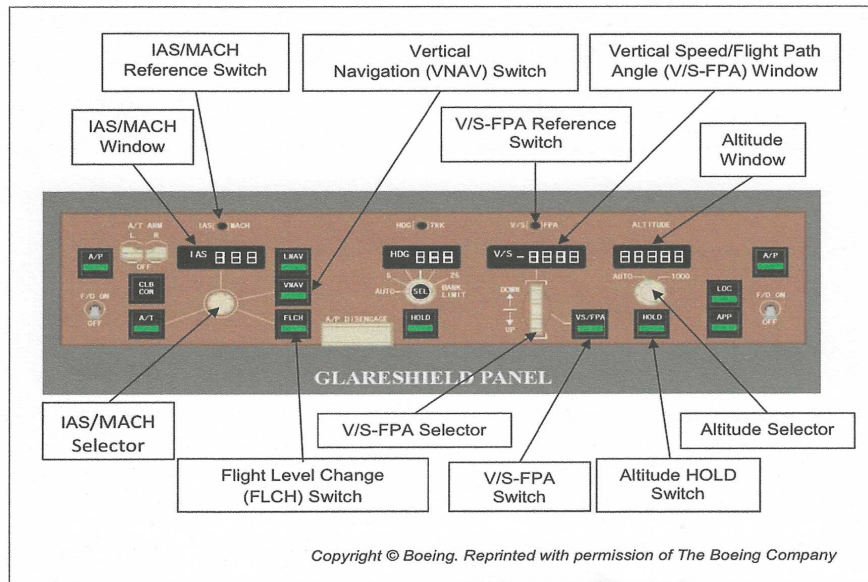 IAS/MACH
Reference Switch
Vertical
Navigation (VNAV) Switch
Vertical Speed/Flight Path
Angle (V/S-FPA) Window
IAS/MACH
Window
V/S-FPA Reference
Switch
Altitude
Window
A/T ARM
L R
OFF
IAS MACH
HDG TRK
V/S FPA
ALTITUDE
A/P
IAS
LNAV
HDG
V/S
A/P
CLB
CON
VNAV
5 25
AUTO
SEL
BANK
LIMIT
DOWN
UP
AUTO 1000
LOC
F/D ON
OFF
A/T
FLCH
A/P DISENGAGE
HOLD
VS/FPA
HOLD
APP
F/D ON
OFF
GLARESHIELD PANEL
IAS/MACH
Selector
V/S-FPA Selector
Altitude Selector
Flight Level Change
(FLCH) Switch
V/S-FPA
Switch
Altitude HOLD
Switch
Copyright © Boeing. Reprinted with permission of The Boeing Company